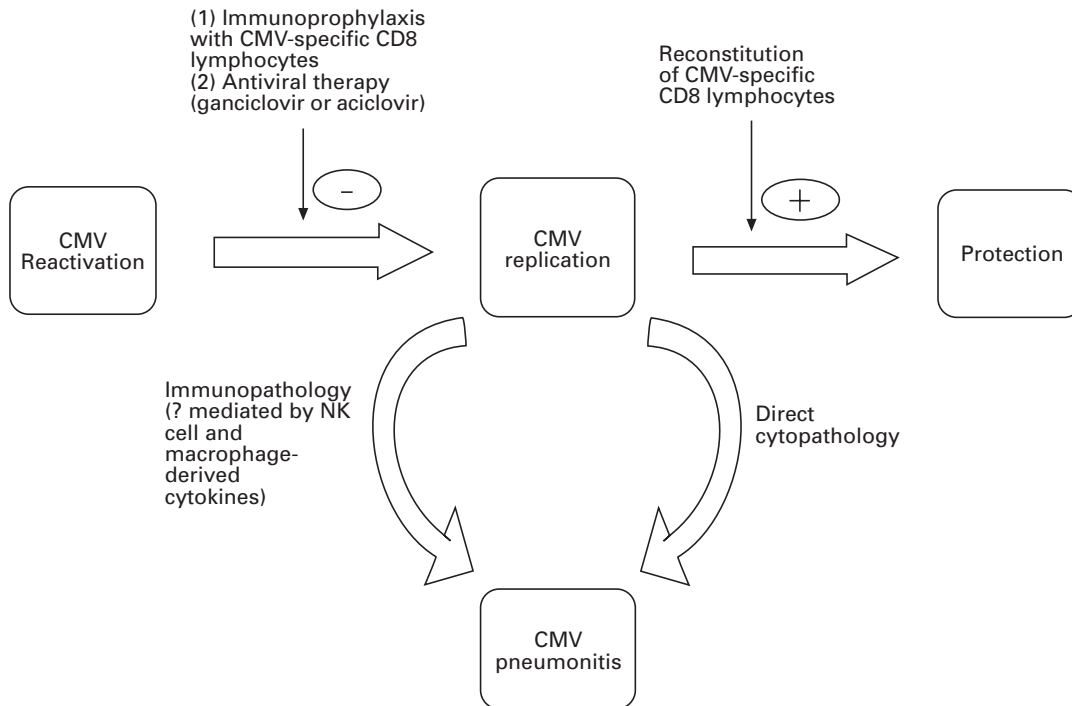 (1) Immunoprophylaxis
with CMV-specific CD8
lymphocytes
(2) Antiviral therapy
(ganciclovir or aciclovir)
Reconstitution
of CMV-specific
CD8 lymphocytes
–
+
CMV
Reactivation
CMV
replication
Protection
Immunopathology
(? mediated by NK
cell and
macrophage-
derived
cytokines)
Direct
cytopathology
CMV
pneumonitis